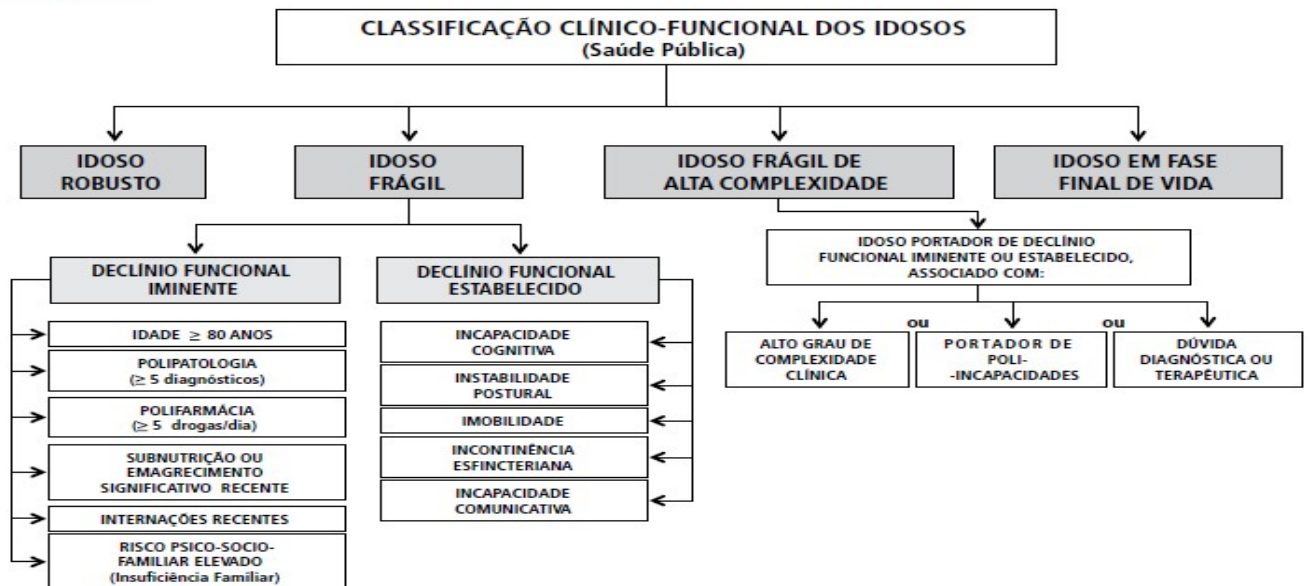 CLASSIFICAÇÃO CLÍNICO-FUNCIONAL DOS IDOSOS
(Saúde Pública)
IDOSO
ROBUSTO
IDOSO
FRÁGIL
IDOSO FRÁGIL DE
ALTA COMPLEXIDADE
IDOSO EM FASE
FINAL DE VIDA
DECLÍNIO FUNCIONAL
IMINENTE
IDADE ≥ 80 ANOS
POLIPATOLOGIA
(≥ 5 diagnósticos)
POLIFARMÁCIA
(≥ 5 drogas/dia)
SUBNUTRIÇÃO OU
EMAGRECIMENTO
SIGNIFICATIVO RECENTE
INTERNAÇÕES RECENTES
RISCO PSICO-SOCIO-
FAMILIAR ELEVADO
(Insuficiência Familiar)
DECLÍNIO FUNCIONAL
ESTABELECIDO
INCAPACIDADE
COGNITIVA
INSTABILIDADE
POSTURAL
IMOBILIDADE
INCONTINÊNCIA
ESFINCTERIANA
INCAPACIDADE
COMUNICATIVA
IDOSO PORTADOR DE DECLÍNIO
FUNCIONAL IMINENTE OU ESTABELECIDO,
ASSOCIADO COM:
ALTO GRAU DE
COMPLEXIDADE
CLÍNICA
ou
PORTADOR DE
POLI-
-INCAPACIDADES
ou
DÚVIDA
DIAGNÓSTICA OU
TERAPÊUTICA